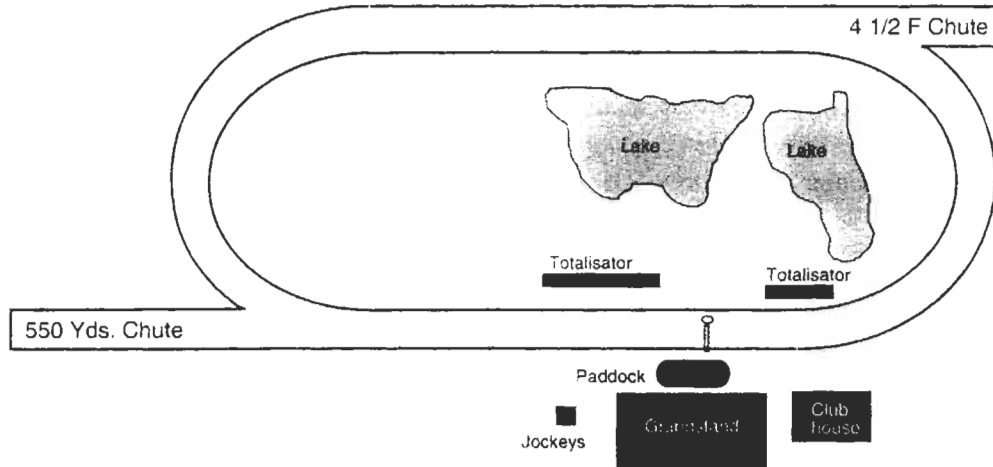 4 1/2 F Chute
Lake
Lake
Totalisator
Totalisator
550 Yds. Chute
Paddock
Jockeys
Grandstand
Club
house